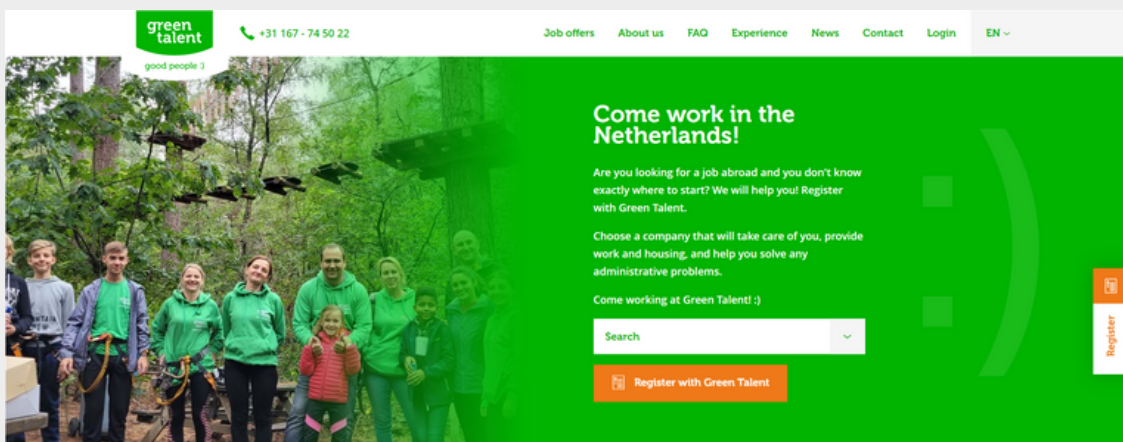 green
talent
good people :)
+31 167 - 74 50 22
Job offers About us FAQ Experience News Contact Login EN
Come work in the
Netherlands!
Are you looking for a job abroad and you don't know
exactly where to start? We will help you! Register
with Green Talent.
Choose a company that will take care of you, provide
work and housing, and help you solve any
administrative problems.
Come working at Green Talent! :)
Search
Register with Green Talent
:)
Register